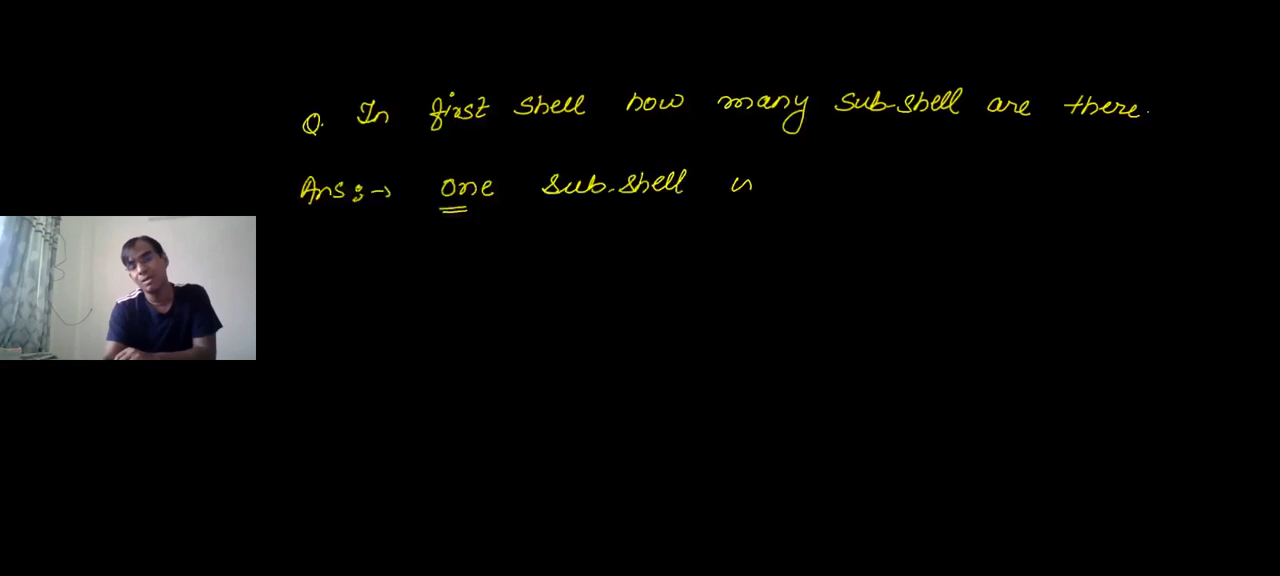 Q. In first shell how many sub-shell are there.
Ans:→ one sub-shell